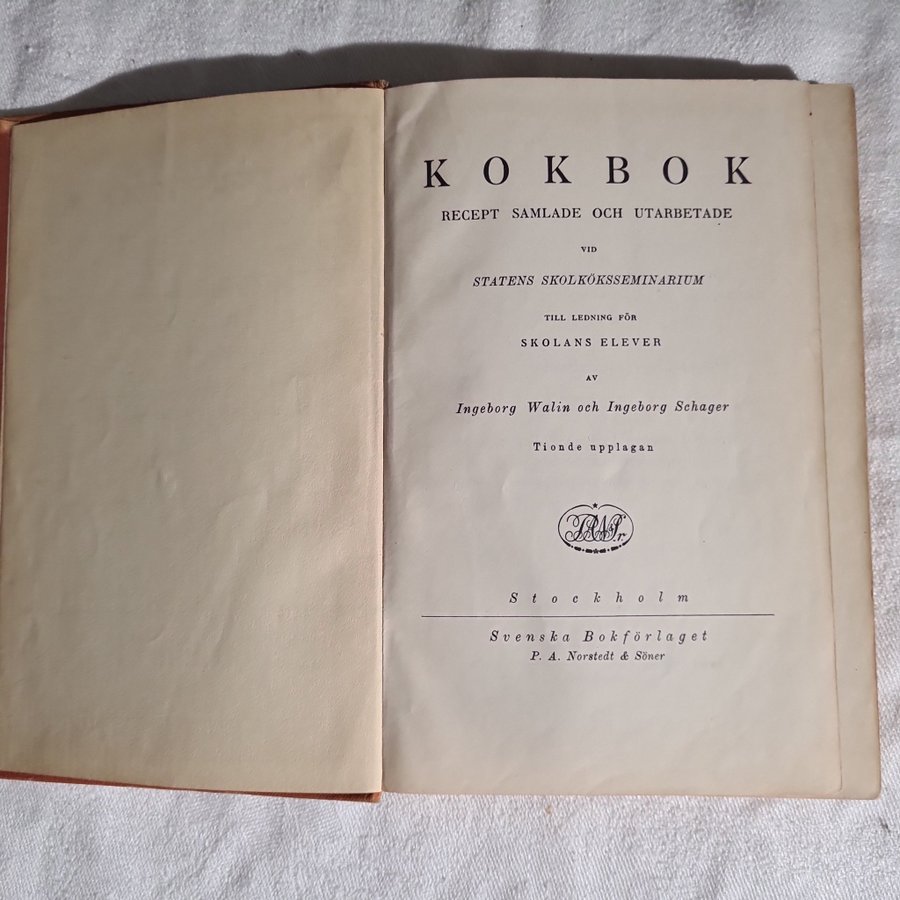 KOKBOK
RECEPT SAMLADE OCH UTARBETADE
VID
STATENS SKOLKÖKSSEMINARIUM
TILL LEDNING FÖR
SKOLANS ELEVER
AV
Ingeborg Walin och Ingeborg Schager
Tionde upplagan
Stockholm
Svenska Bokförlaget
P. A. Norstedt & Söner